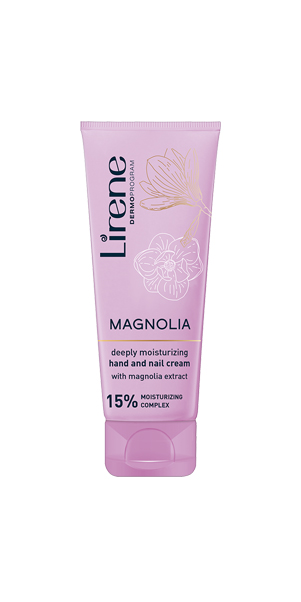 Lirene
DERMOPROGRAM
MAGNOLIA
deeply moisturizing
hand and nail cream
with magnolia extract
15% MOISTURIZING
COMPLEX